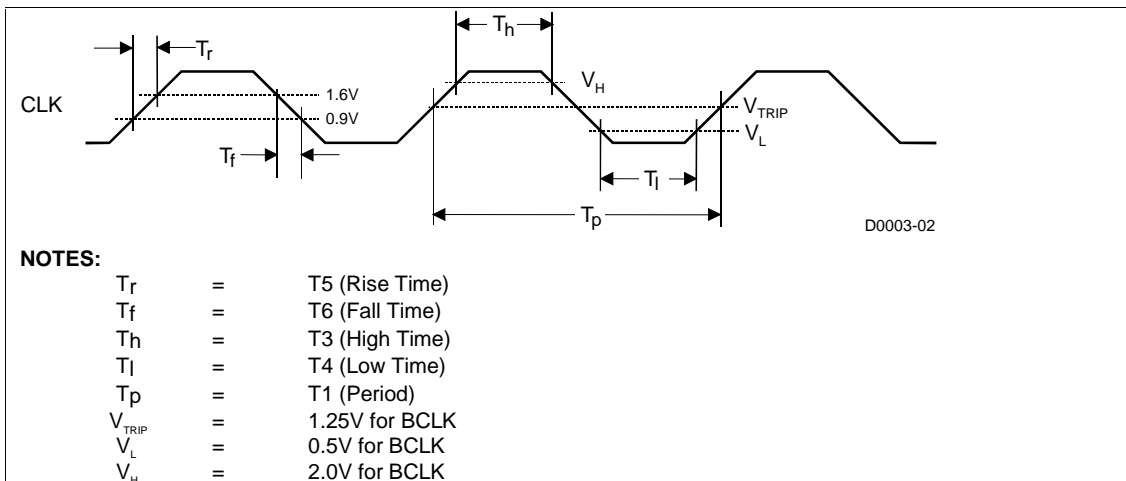 Th
Tr
CLK
1.6V
0.9V
VH
VTRIP
VL
Tf
Tl
Tp
D0003-02
NOTES:
Tr = T5 (Rise Time)
Tf = T6 (Fall Time)
Th = T3 (High Time)
Tl = T4 (Low Time)
Tp = T1 (Period)
VTRIP = 1.25V for BCLK
VL = 0.5V for BCLK
VH = 2.0V for BCLK